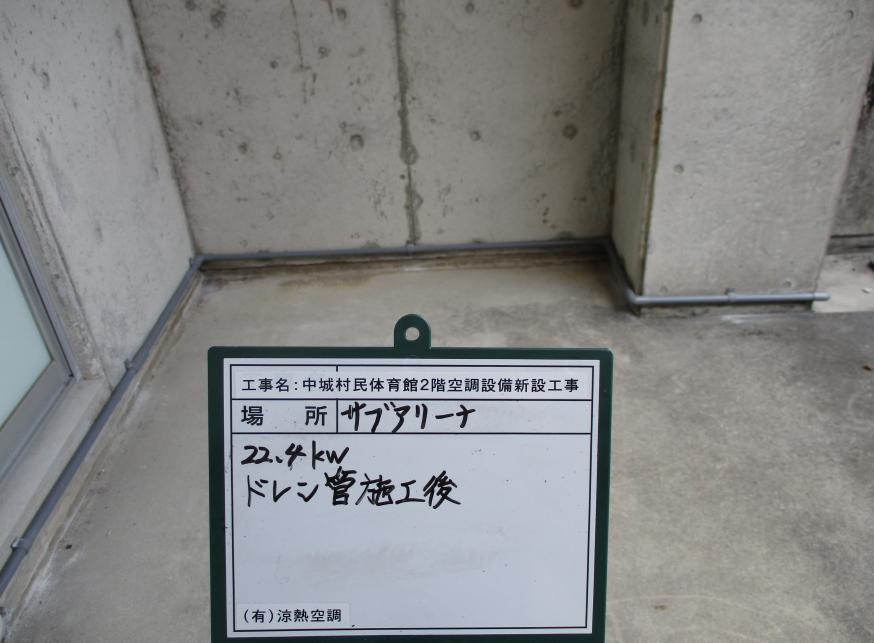 工事名：中城村民体育館2階空調設備新設工事
場所 サブアリーナ
22.4kw
ドレン管施工後
(有)涼熱空調